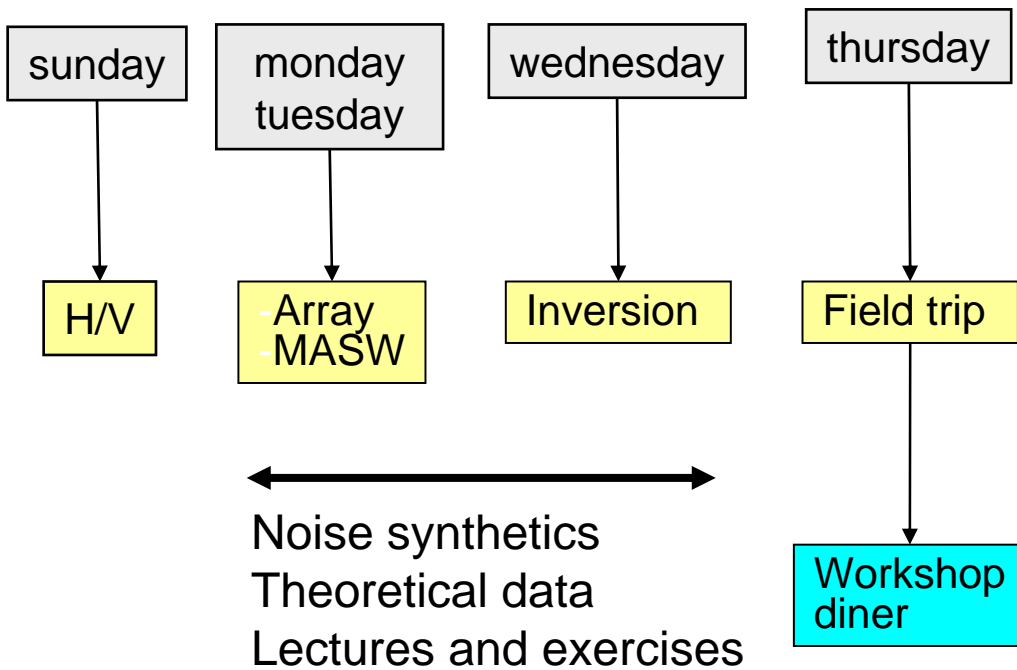 sunday
monday
tuesday
wednesday
thursday
H/V
-Array
-MASW
Inversion
Field trip
Noise synthetics
Theoretical data
Lectures and exercises
Workshop
diner